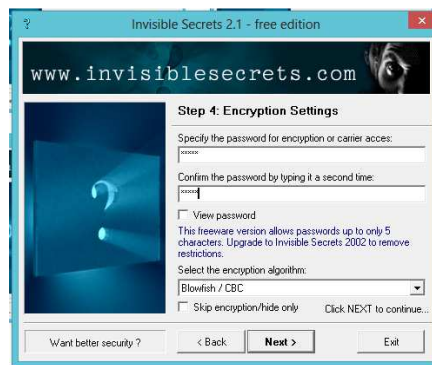 Invisible Secrets 2.1 - free edition
www.invisiblesecrets.com
Step 4: Encryption Settings
Specify the password for encryption or carrier acces:
*****
Confirm the password by typing it a second time:
*****
View password
This freeware version allows passwords up to only 5
characters. Upgrade to Invisible Secrets 2002 to remove
restrictions.
Select the encryption algorithm:
Blowfish / CBC
Skip encryption/hide only Click NEXT to continue...
Want better security ? < Back Next > Exit